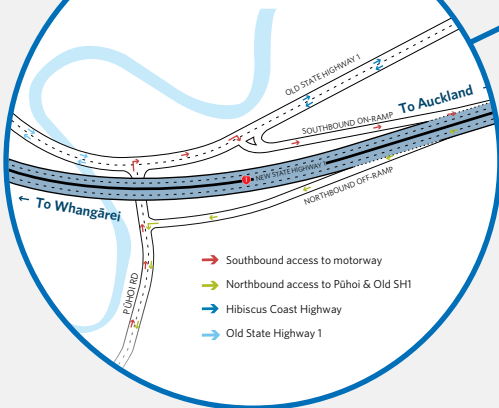 OLD STATE HIGHWAY 1
To Auckland
SOUTHBOUND ON-RAMP
NEW STATE HIGHWAY 1
NORTHBOUND OFF-RAMP
← To Whangārei
PŪHOI RD
Southbound access to motorway
Northbound access to Pūhoi & Old SH1
Hibiscus Coast Highway
Old State Highway 1